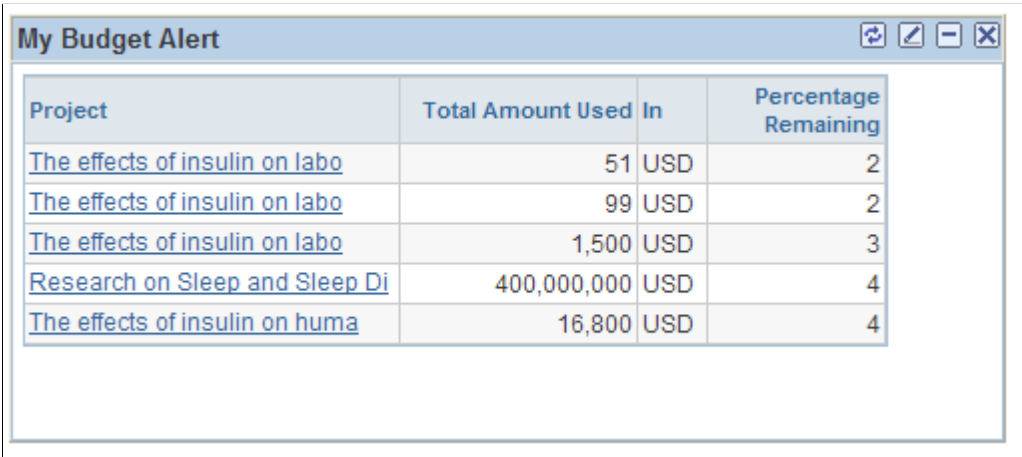 My Budget Alert
Project Total Amount Used In Percentage Remaining
The effects of insulin on labo 51 USD 2
The effects of insulin on labo 99 USD 2
The effects of insulin on labo 1,500 USD 3
Research on Sleep and Sleep Di 400,000,000 USD 4
The effects of insulin on huma 16,800 USD 4